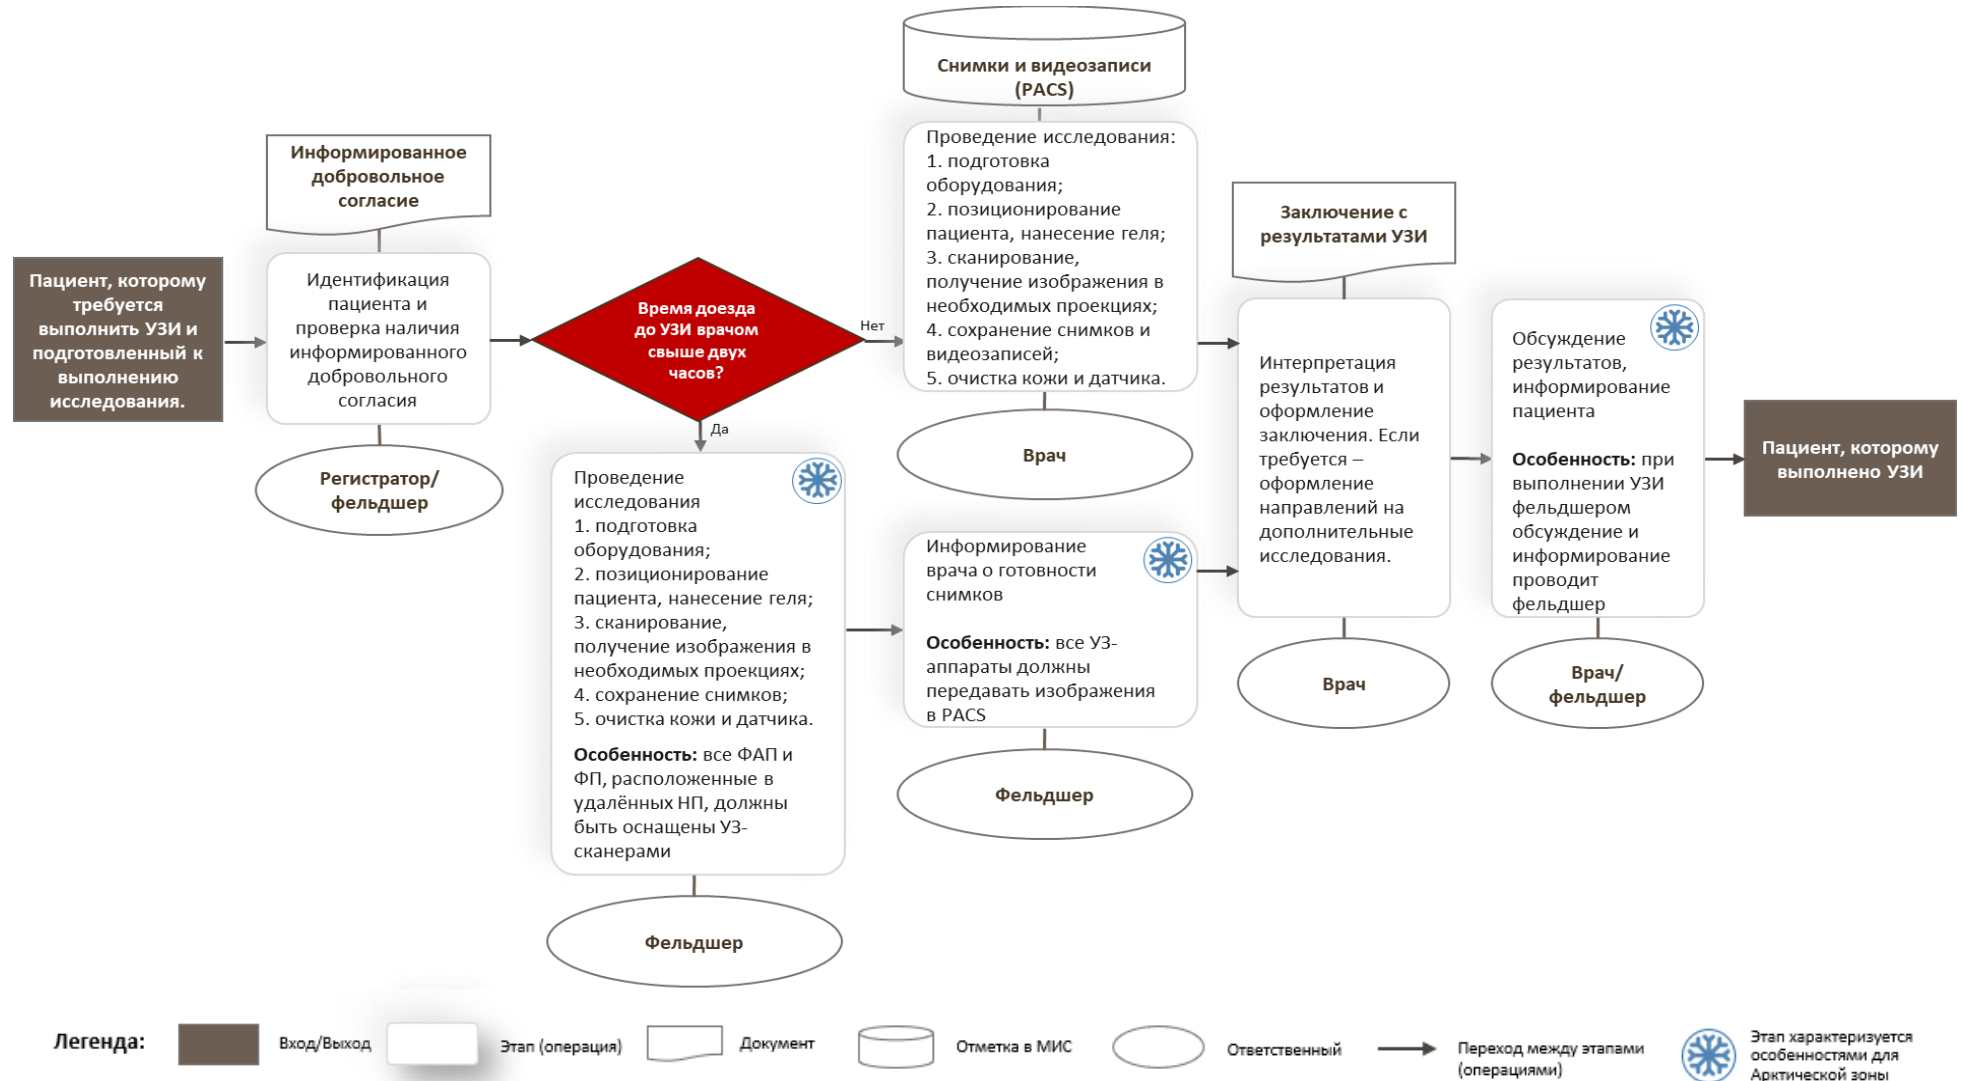 Снимки и видеозаписи
(PACS)
Информированное
добровольное
согласие
Пациент, которому
требуется
выполнить УЗИ и
подготовленный к
выполнению
исследования.
Идентификация
пациента и
проверка наличия
информированного
добровольного
согласия
Регистратор/
фельдшер
Время доезда
до УЗИ врачом
свыше двух
часов?
Нет
Да
Проведение исследования:
1. подготовка
оборудования;
2. позиционирование
пациента, нанесение геля;
3. сканирование,
получение изображения в
необходимых проекциях;
4. сохранение снимков и
видеозаписей;
5. очистка кожи и датчика.
Врач
Проведение
исследования
1. подготовка
оборудования;
2. позиционирование
пациента, нанесение геля;
3. сканирование,
получение изображения в
необходимых проекциях;
4. сохранение снимков;
5. очистка кожи и датчика.
Особенность: все ФАП и
ФП, расположенные в
удалённых НП, должны
быть оснащены УЗ-
сканерами
Фельдшер
Информирование
врача о готовности
снимков
Особенность: все УЗ-
аппараты должны
передавать изображения
в PACS
Фельдшер
Заключение с
результатами УЗИ
Интерпретация
результатов и
оформление
заключения. Если
требуется –
оформление
направлений на
дополнительные
исследования.
Врач
Обсуждение
результатов,
информирование
пациента
Особенность: при
выполнении УЗИ
фельдшером
обсуждение и
информирование
проводит
фельдшер
Врач/
фельдшер
Пациент, которому
выполнено УЗИ
Легенда:
Вход/Выход
Этап (операция)
Документ
Отметка в МИС
Ответственный
Переход между этапами
(операциями)
Этап характеризуется
особенностями для
Арктической зоны